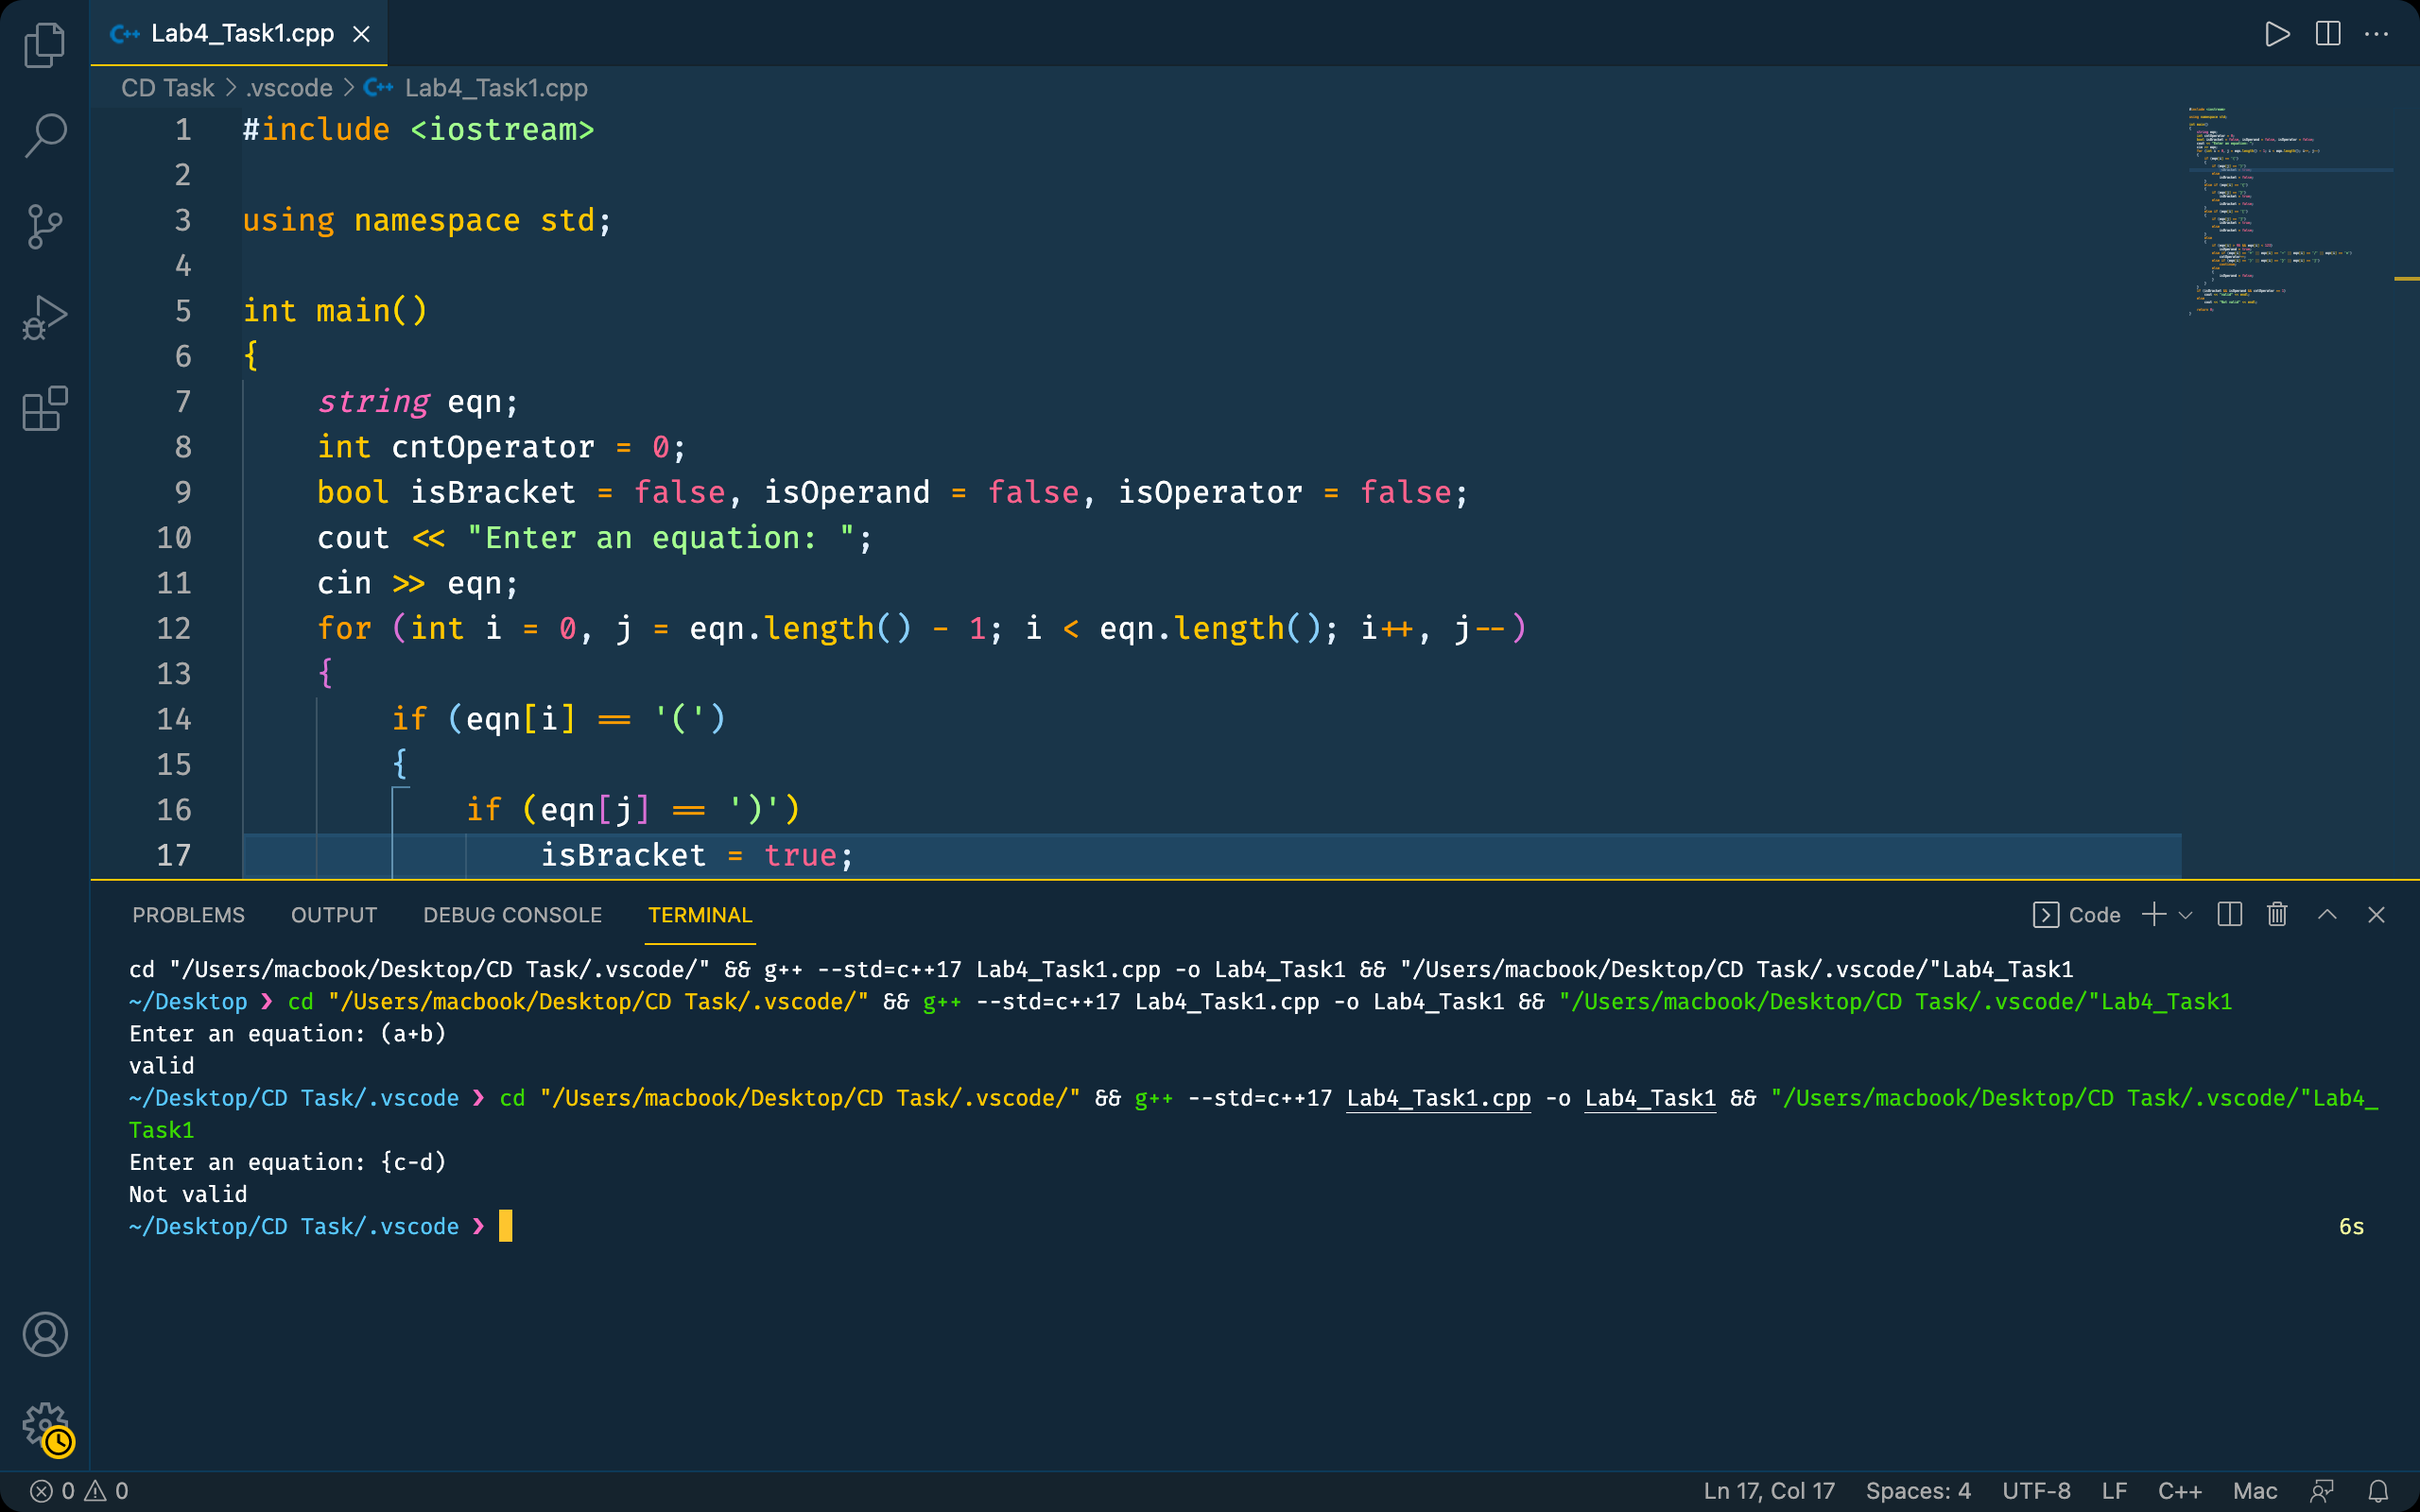 Lab4_Task1.cpp
CD Task > .vscode > Lab4_Task1.cpp
1 #include <iostream>
2
3 using namespace std;
4
5 int main()
6 {
7 string eqn;
8 int cntOperator = 0;
9 bool isBracket = false, isOperand = false, isOperator = false;
10 cout << "Enter an equation: ";
11 cin >> eqn;
12 for (int i = 0, j = eqn.length() - 1; i < eqn.length(); i++, j--)
13 {
14 if (eqn[i] == '(')
15 {
16 if (eqn[j] == ')')
17 isBracket = true;
PROBLEMS OUTPUT DEBUG CONSOLE TERMINAL Code
cd "/Users/macbook/Desktop/CD Task/.vscode/" && g++ --std=c++17 Lab4_Task1.cpp -o Lab4_Task1 && "/Users/macbook/Desktop/CD Task/.vscode/"Lab4_Task1
~/Desktop ❯ cd "/Users/macbook/Desktop/CD Task/.vscode/" && g++ --std=c++17 Lab4_Task1.cpp -o Lab4_Task1 && "/Users/macbook/Desktop/CD Task/.vscode/"Lab4_Task1
Enter an equation: (a+b)
valid
~/Desktop/CD Task/.vscode ❯ cd "/Users/macbook/Desktop/CD Task/.vscode/" && g++ --std=c++17 Lab4_Task1.cpp -o Lab4_Task1 && "/Users/macbook/Desktop/CD Task/.vscode/"Lab4_
Task1
Enter an equation: {c-d)
Not valid
~/Desktop/CD Task/.vscode ❯ 6s
0 0 Ln 17, Col 17 Spaces: 4 UTF-8 LF C++ Mac